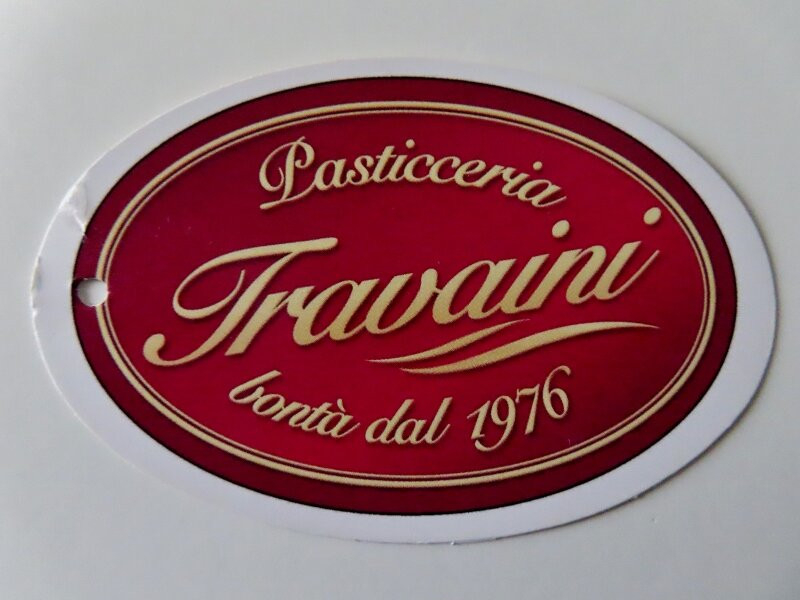 Pasticceria
Travaini
bontà dal 1976